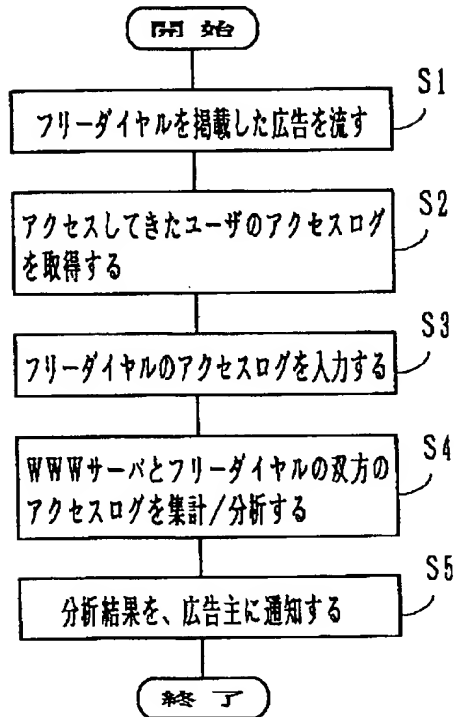 開始
S1
フリーダイヤルを掲載した広告を流す
S2
アクセスしてきたユーザのアクセスログ
を取得する
S3
フリーダイヤルのアクセスログを入力する
S4
WWWサーバとフリーダイヤルの双方の
アクセスログを集計/分析する
S5
分析結果を、広告主に通知する
終了